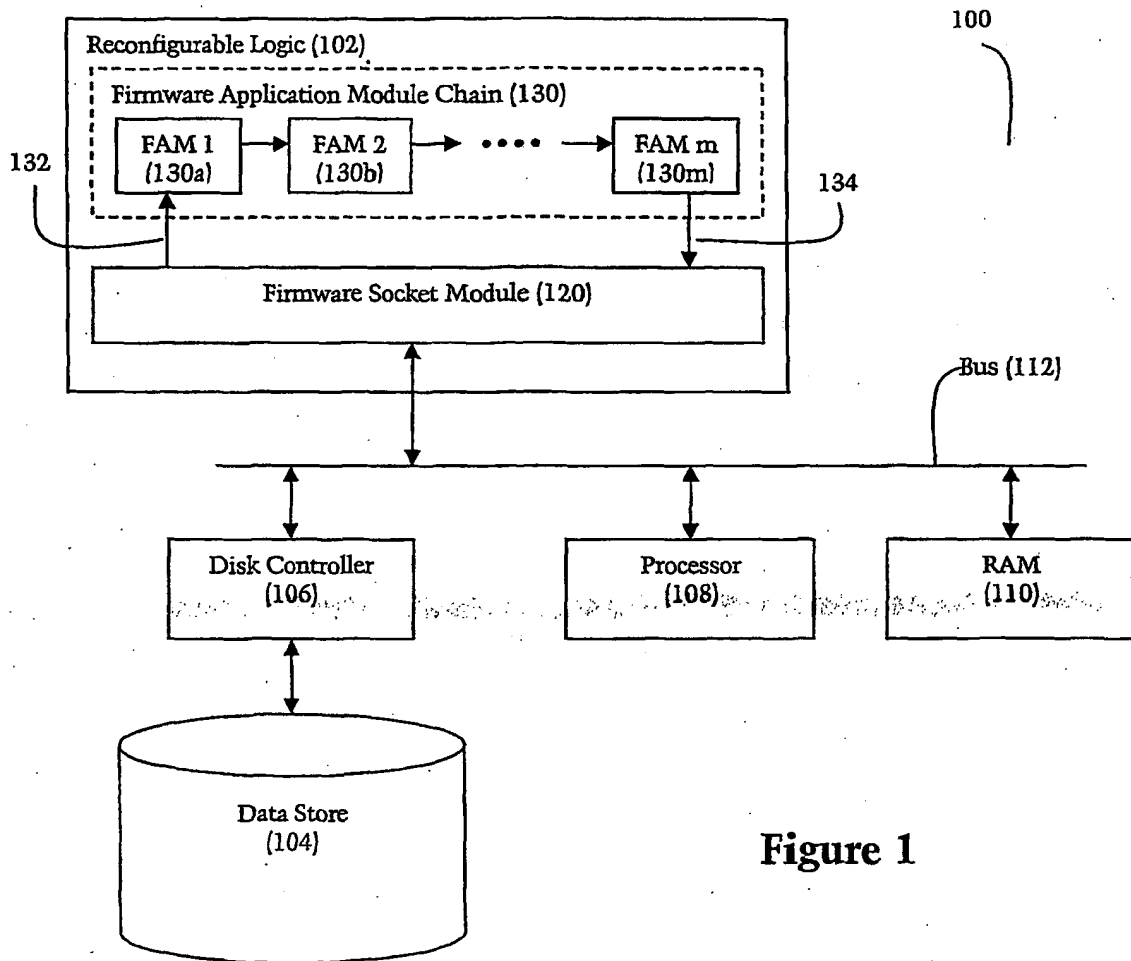 100
Reconfigurable Logic (102)
Firmware Application Module Chain (130)
FAM 1
(130a)
FAM 2
(130b)
FAM m
(130m)
132
134
Firmware Socket Module (120)
Bus (112)
Disk Controller
(106)
Processor
(108)
RAM
(110)
Data Store
(104)
Figure 1